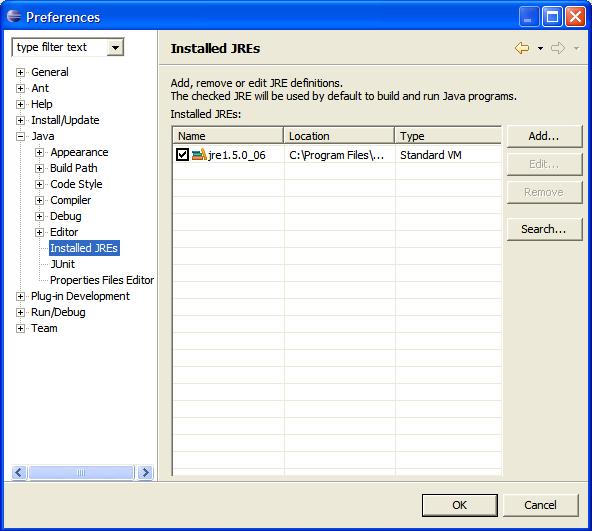 Preferences
type filter text
General
Ant
Help
Install/Update
Java
Appearance
Build Path
Code Style
Compiler
Debug
Editor
Installed JREs
JUnit
Properties Files Editor
Plug-in Development
Run/Debug
Team
Installed JREs
Add, remove or edit JRE definitions.
The checked JRE will be used by default to build and run Java programs.
Installed JREs:
Name Location Type
jre1.5.0_06 C:\Program Files\... Standard VM
Add...
Edit...
Remove
Search...
OK Cancel